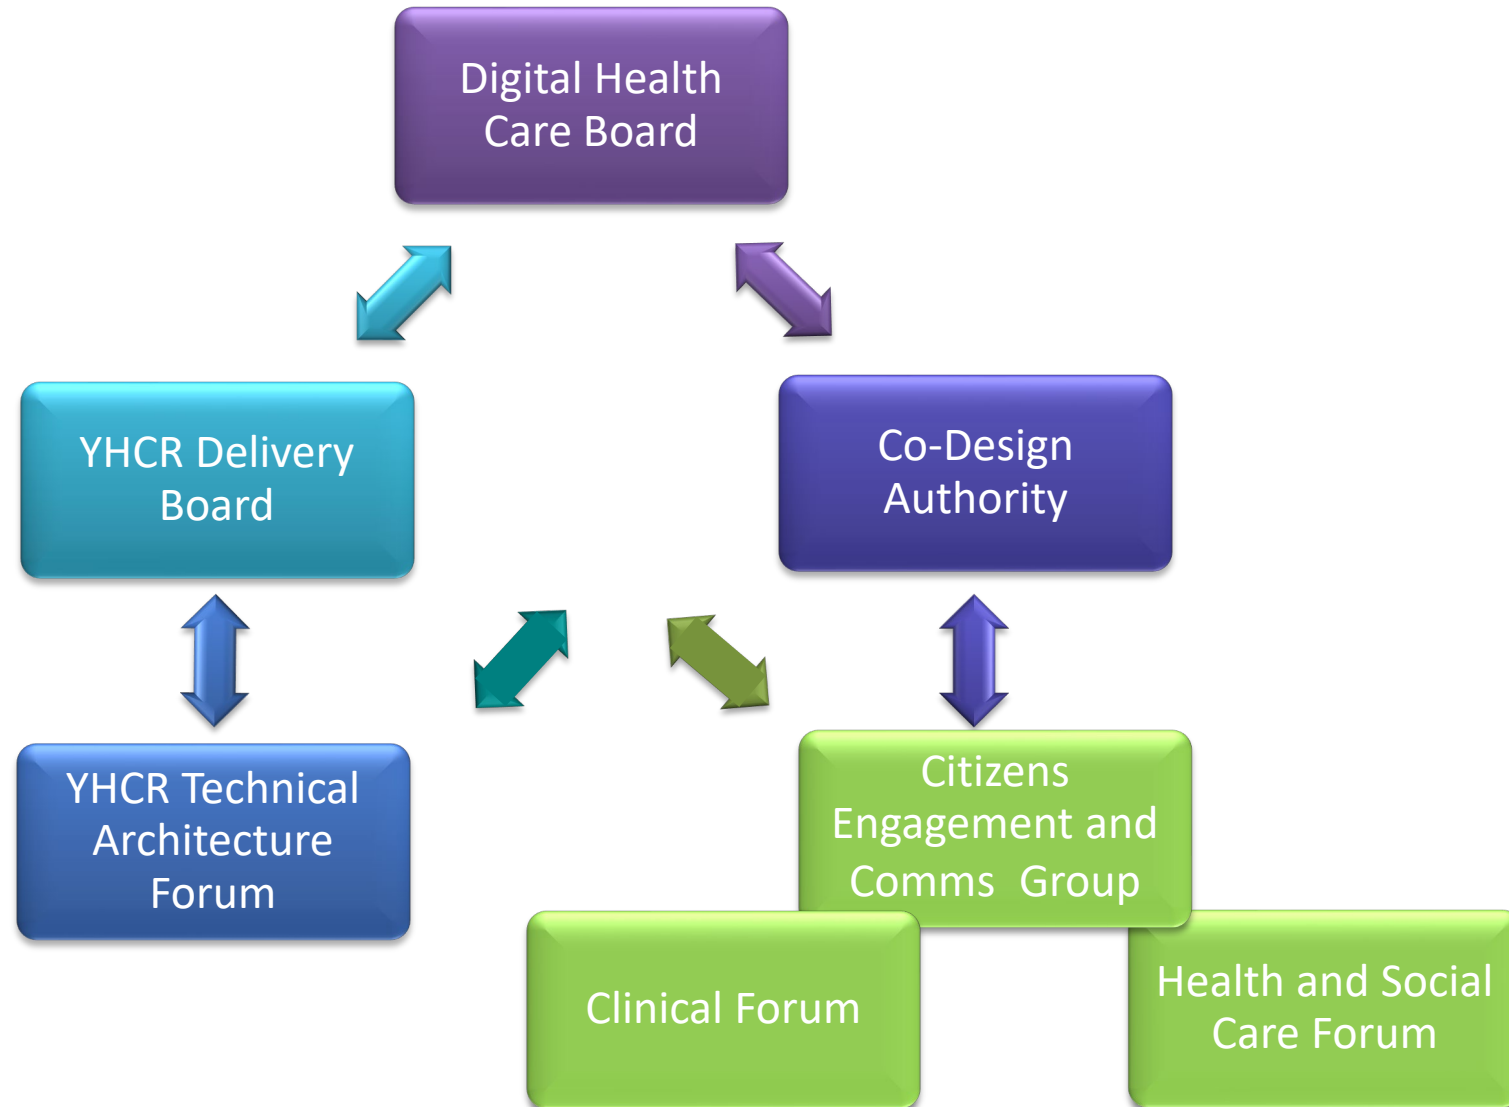 Digital Health
Care Board
YHCR Delivery
Board
Co-Design
Authority
YHCR Technical
Architecture
Forum
Citizens
Engagement and
Comms  Group
Clinical Forum
Health and Social
Care Forum